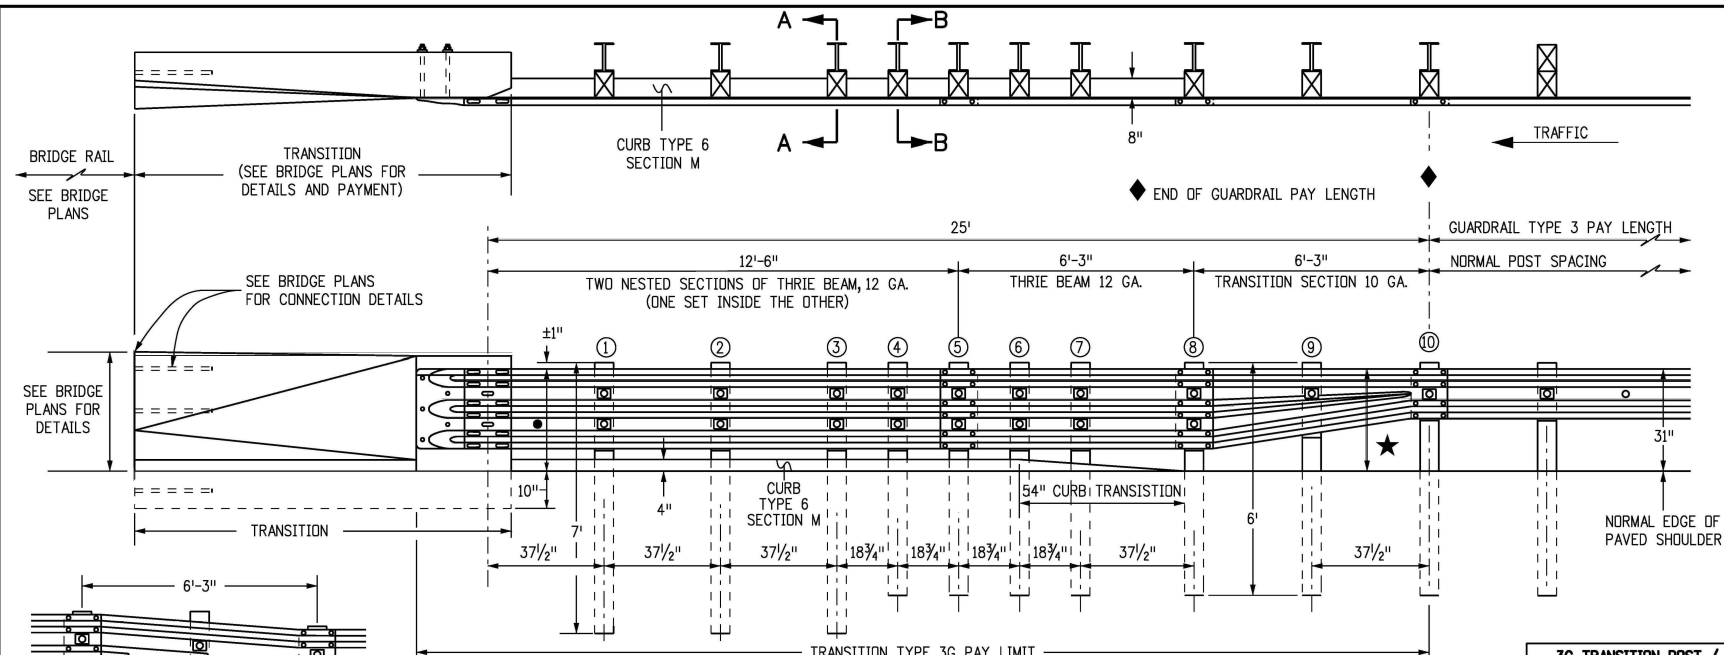 A
B
A
B
CURB TYPE 6
SECTION M
8"
TRAFFIC
BRIDGE RAIL
SEE BRIDGE
PLANS
TRANSITION
(SEE BRIDGE PLANS FOR
DETAILS AND PAYMENT)
END OF GUARDRAIL PAY LENGTH
25'
GUARDRAIL TYPE 3 PAY LENGTH
12'-6"
TWO NESTED SECTIONS OF THRIE BEAM, 12 GA.
(ONE SET INSIDE THE OTHER)
6'-3"
THRIE BEAM 12 GA.
6'-3"
TRANSITION SECTION 10 GA.
NORMAL POST SPACING
SEE BRIDGE PLANS
FOR CONNECTION DETAILS
±1"
1
2
3
4
5
6
7
8
9
10
SEE BRIDGE
PLANS FOR
DETAILS
31"
10"
7'
4"
CURB
TYPE 6
SECTION M
54" CURB TRANSISTION
6'
TRANSITION
NORMAL EDGE OF
PAVED SHOULDER
37½"
37½"
37½"
18¾"
18¾"
18¾"
18¾"
37½"
37½"
6'-3"
TRANSITION TYPE 3G PAY LIMIT
3G TRANSITION POST /